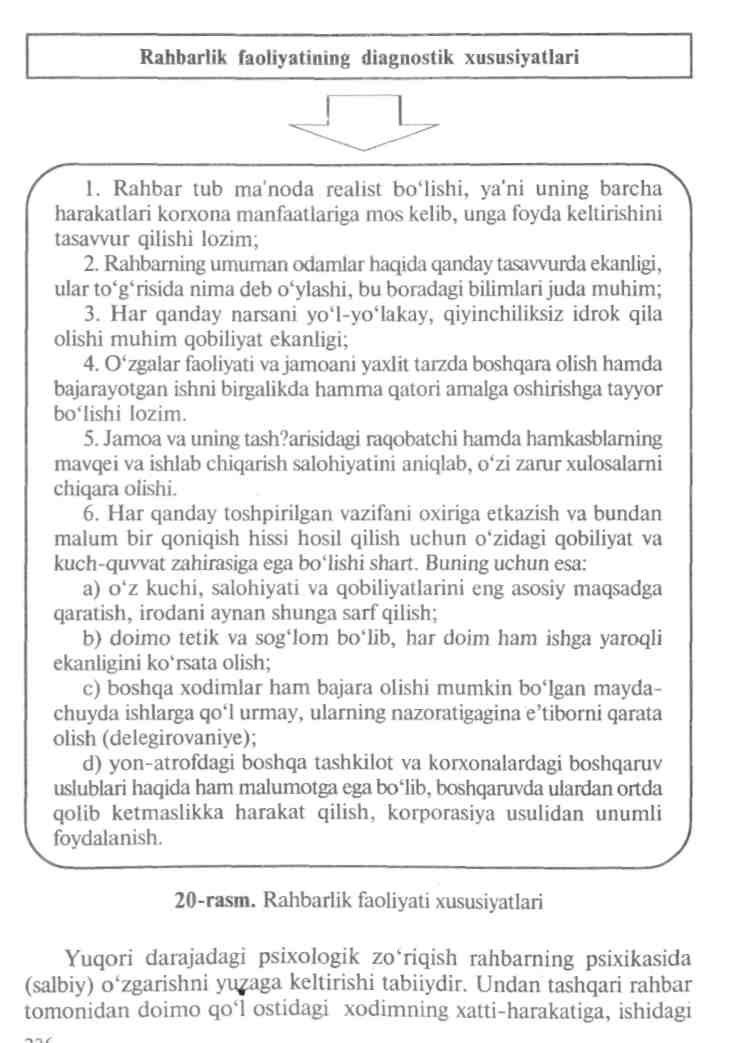 Rahbarlik faoliyatining diagnostik xususiyatlari
1. Rahbar tub ma'noda realist bo‘lishi, ya'ni uning barcha
harakatlari korxona manfaatlariga mos kelib, unga foyda keltirishini
tasavvur qilishi lozim;
2. Rahbarning umuman odamlar haqida qanday tasavvurda ekanligi,
ular to‘g‘risida nima deb o‘ylashi, bu boradagi bilimlari juda muhim;
3. Har qanday narsani yo‘l-yo‘lakay, qiyinchiliksiz idrok qila
olishi muhim qobiliyat ekanligi;
4. O‘zgalar faoliyati va jamoani yaxlit tarzda boshqara olish hamda
bajarayotgan ishni birgalikda hamma qatori amalga oshirishga tayyor
bo‘lishi lozim.
5. Jamoa va uning tash?arisidagi raqobatchi hamda hamkasblarning
mavqei va ishlab chiqarish salohiyatini aniqlab, o‘zi zarur xulosalarni
chiqara olishi.
6. Har qanday toshpirilgan vazifani oxiriga etkazish va bundan
malum bir qoniqish hissi hosil qilish uchun o‘zidagi qobiliyat va
kuch-quvvat zahirasiga ega bo‘lishi shart. Buning uchun esa:
a) o‘z kuchi, salohiyati va qobiliyatlarini eng asosiy maqsadga
qaratish, irodani aynan shunga sarf qilish;
b) doimo tetik va sog‘lom bo‘lib, har doim ham ishga yaroqli
ekanligini ko‘rsata olish;
c) boshqa xodimlar ham bajara olishi mumkin bo‘lgan mayda-
chuyda ishlarga qo‘l urmay, ularning nazoratigagina e’tiborni qarata
olish (delegirovaniye);
d) yon-atrofdagi boshqa tashkilot va korxonalardagi boshqaruv
uslublari haqida ham malumotga ega bo‘lib, boshqaruvda ulardan ortda
qolib ketmaslikka harakat qilish, korporasiya usulidan unumli
foydalanish.
20-rasm. Rahbarlik faoliyati xususiyatlari
Yuqori darajadagi psixologik zo‘riqish rahbarning psixikasida
(salbiy) o‘zgarishni yuzaga keltirishi tabiiydir. Undan tashqari rahbar
tomonidan doimo qo‘l ostidagi xodimning xatti-harakatiga, ishidagi